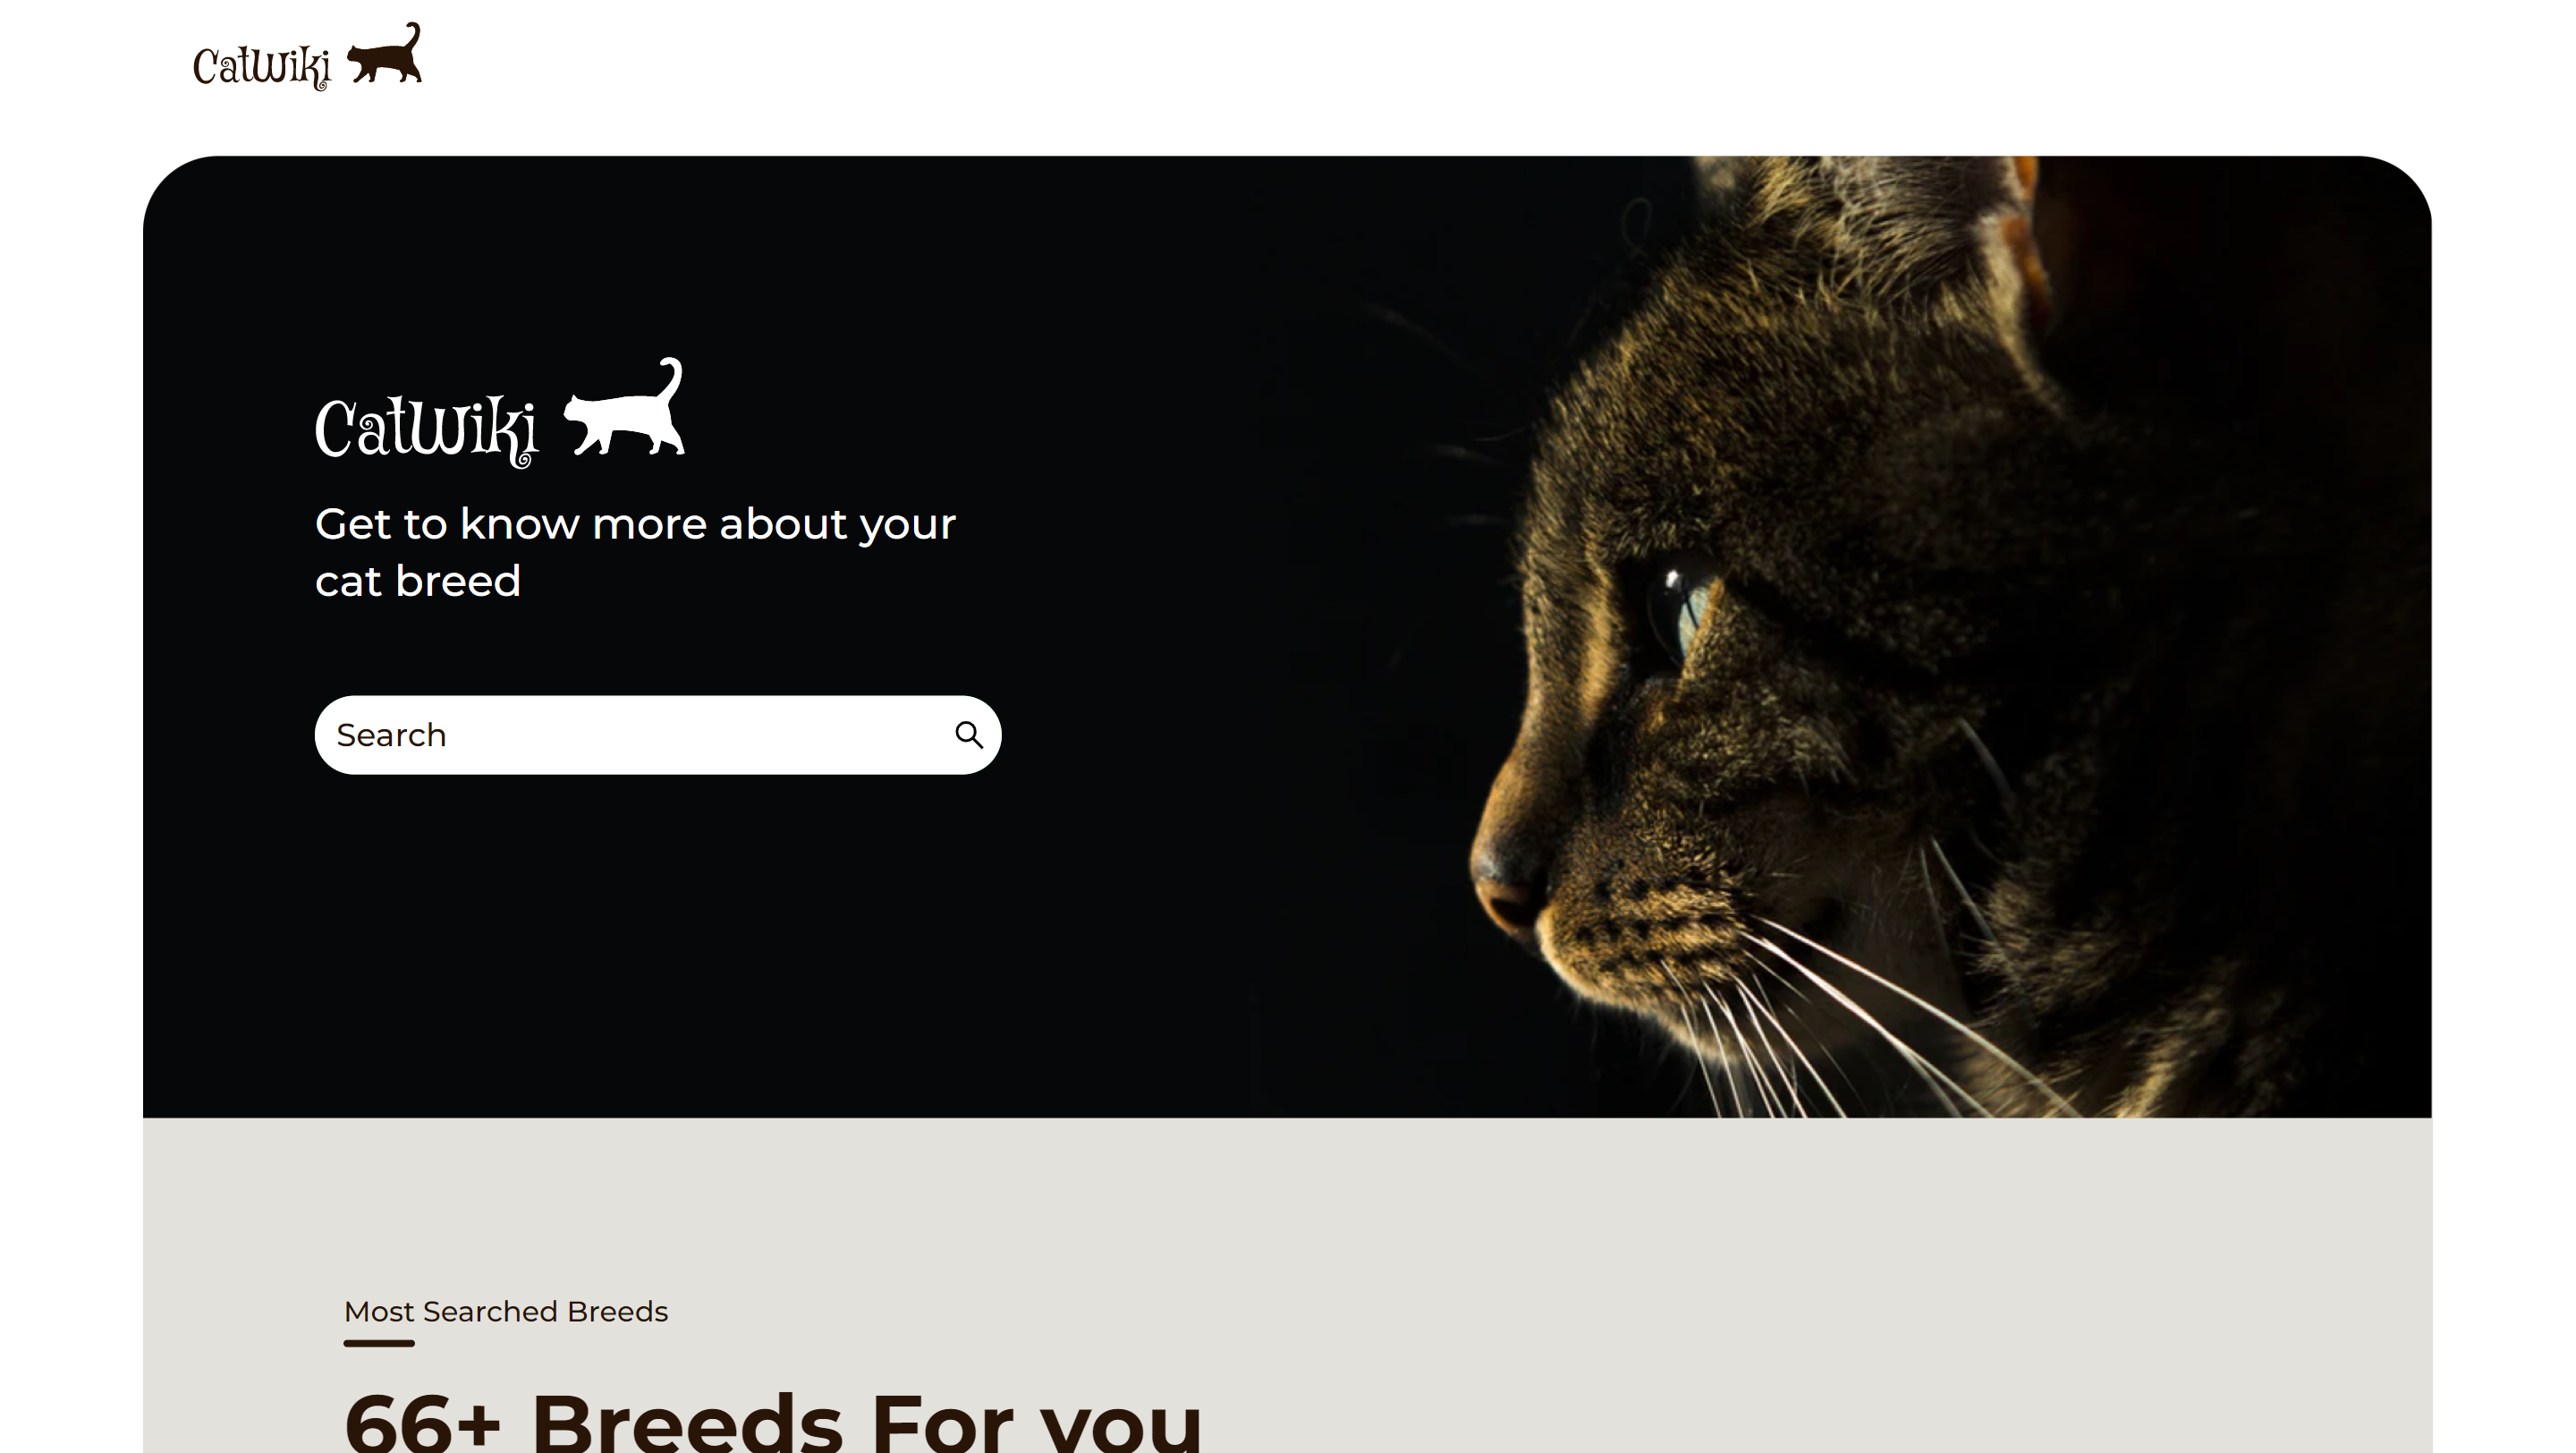 CatWiki
CatWiki
Get to know more about your
cat breed
Search
Most Searched Breeds
66+ Breeds For you